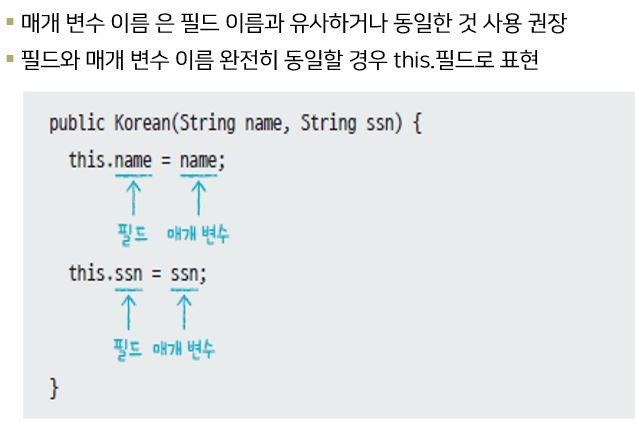 ▪ 매개 변수 이름 은 필드 이름과 유사하거나 동일한 것 사용 권장
▪ 필드와 매개 변수 이름 완전히 동일할 경우 this.필드로 표현
public Korean(String name, String ssn) {
this.name = name;
필드 매개 변수
this.ssn = ssn;
필드 매개 변수
}